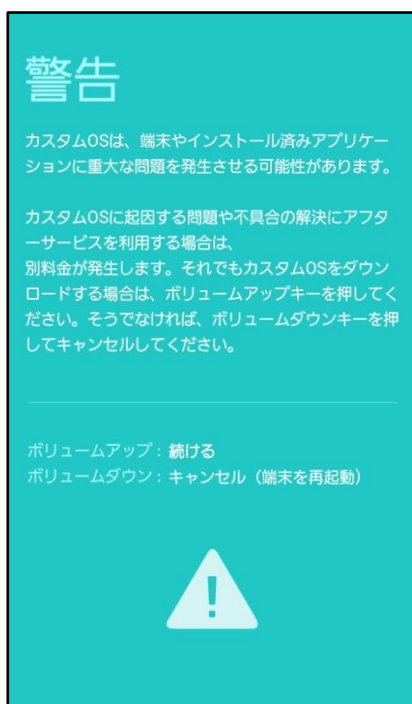 警告
カスタムOSは、端末やインストール済みアプリケー
ションに重大な問題を発生させる可能性があります。
カスタムOSに起因する問題や不具合の解決にアフタ
ーサービスを利用する場合は、
別料金が発生します。それでもカスタムOSをダウン
ロードする場合は、ボリュームアップキーを押してく
ださい。そうでなければ、ボリュームダウンキーを押
してキャンセルしてください。
ボリュームアップ : 続ける
ボリュームダウン : キャンセル（端末を再起動）
!